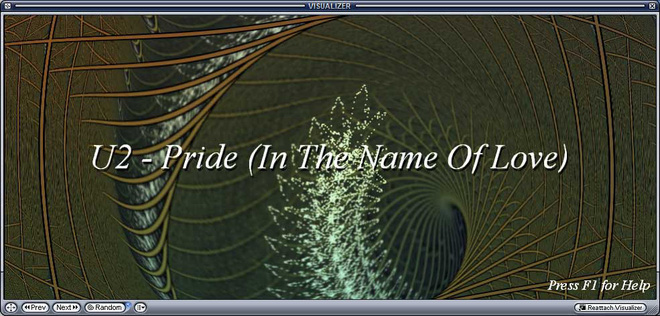 VISUALIZER
U2 - Pride (In The Name Of Love)
Press F1 for Help
Prev Next Random Reattach Visualizer